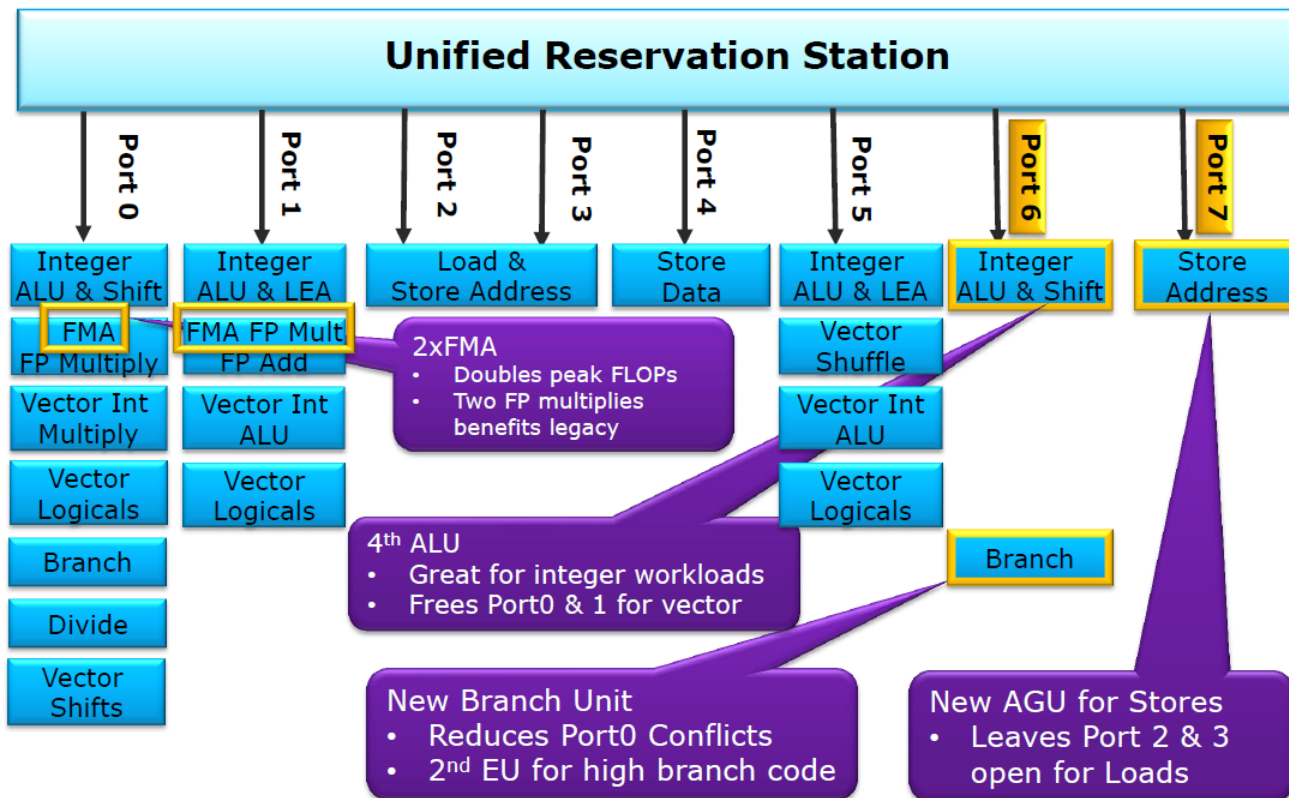 Unified Reservation Station
Port 0
Port 1
Port 2
Port 3
Port 4
Port 5
Port 6
Port 7
Integer
ALU & Shift
Integer
ALU & LEA
Load &
Store Address
Store
Data
Integer
ALU & LEA
Integer
ALU & Shift
Store
Address
FMA
FP Multiply
FMA FP Mult
FP Add
2xFMA
• Doubles peak FLOPs
• Two FP multiplies
benefits legacy
Vector
Shuffle
Vector Int
Multiply
Vector Int
ALU
Vector Int
ALU
Vector
Logicals
Vector
Logicals
Vector
Logicals
4th ALU
• Great for integer workloads
• Frees Port0 & 1 for vector
Branch
Branch
Divide
Vector
Shifts
New Branch Unit
• Reduces Port0 Conflicts
• 2nd EU for high branch code
New AGU for Stores
• Leaves Port 2 & 3
open for Loads